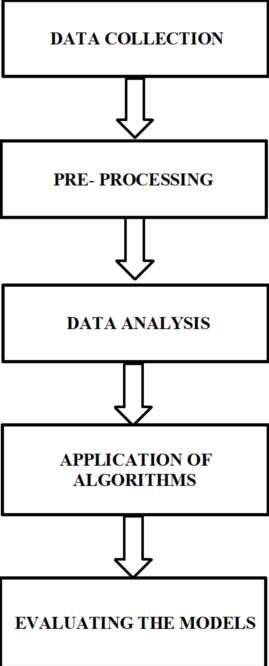 DATA COLLECTION
PRE- PROCESSING
DATA ANALYSIS
APPLICATION OF
ALGORITHMS
EVALUATING THE MODELS